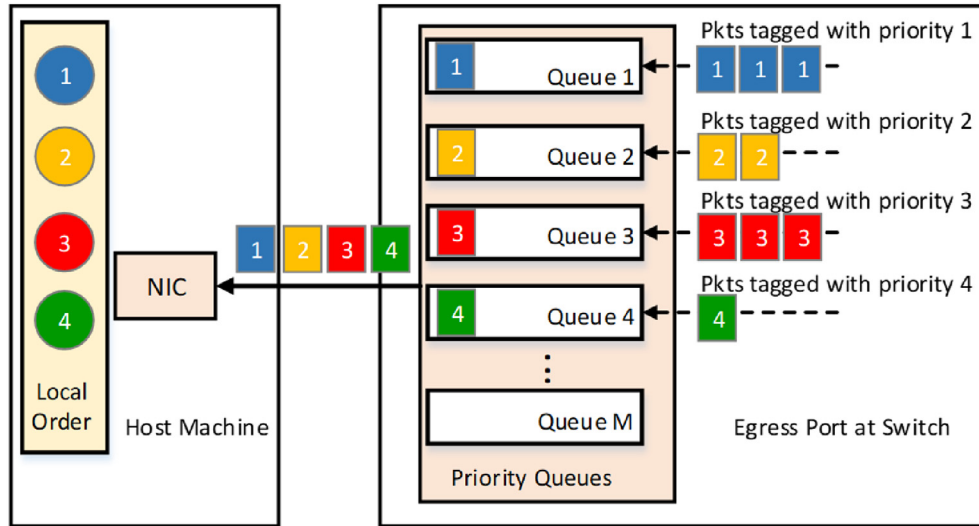 1
2
3
4
Local
Order
NIC
Host Machine
1 2 3 4
1
Queue 1
2
Queue 2
3
Queue 3
4
Queue 4
Queue M
Priority Queues
Pkts tagged with priority 1
1 1 1
Pkts tagged with priority 2
2 2
Pkts tagged with priority 3
3 3 3
Pkts tagged with priority 4
4
Egress Port at Switch